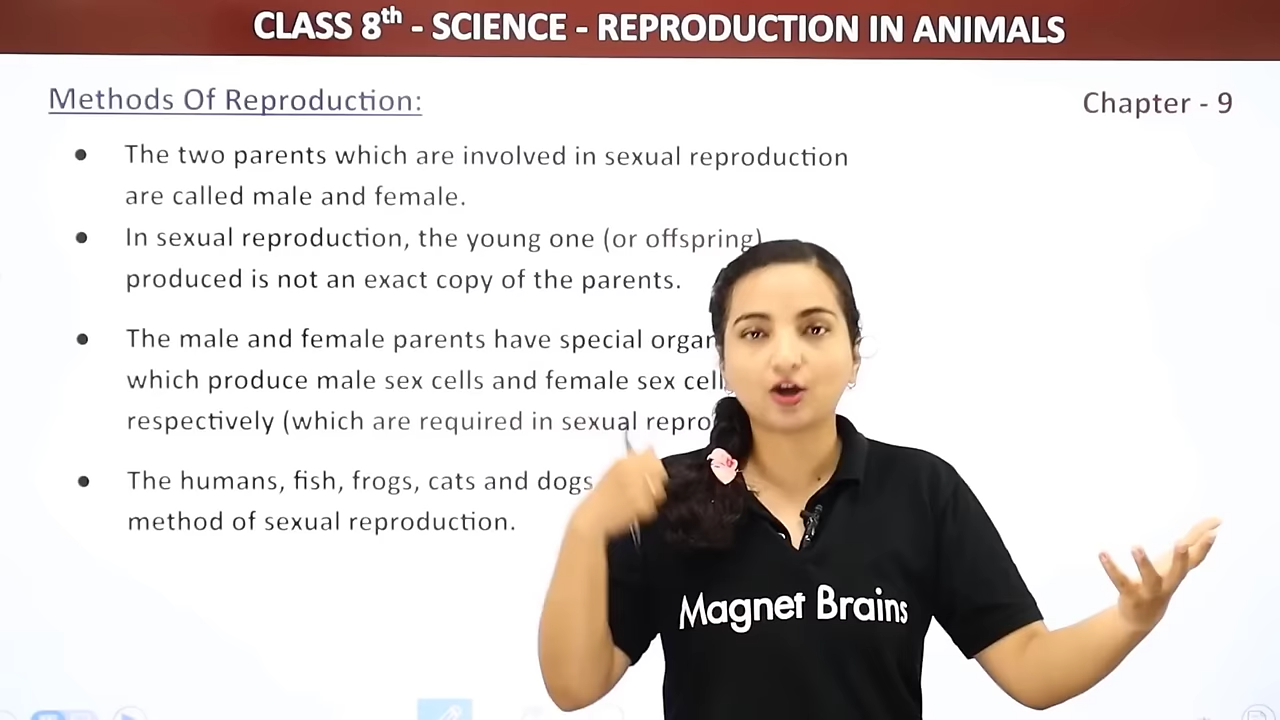 CLASS 8th - SCIENCE - REPRODUCTION IN ANIMALS
Methods Of Reproduction:
Chapter - 9
● The two parents which are involved in sexual reproduction
are called male and female.
● In sexual reproduction, the young one (or offspring)
produced is not an exact copy of the parents.
● The male and female parents have special
which produce male sex cells and female sex
respectively (which are required in sexual
● The humans, fish, frogs, cats and dogs
method of sexual reproduction.
Magnet Brains